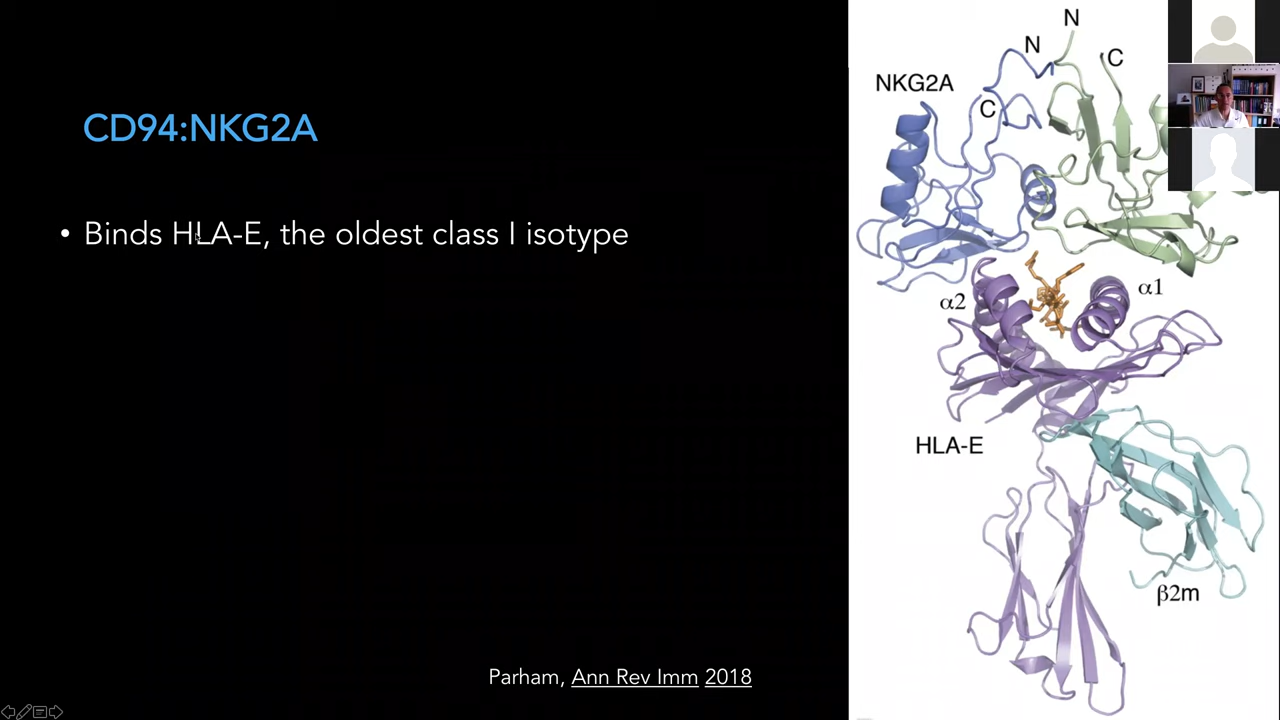 CD94:NKG2A
• Binds HLA-E, the oldest class I isotype
Parham, Ann Rev Imm 2018
N
N
C
NKG2A
C
α2
α1
HLA-E
β2m